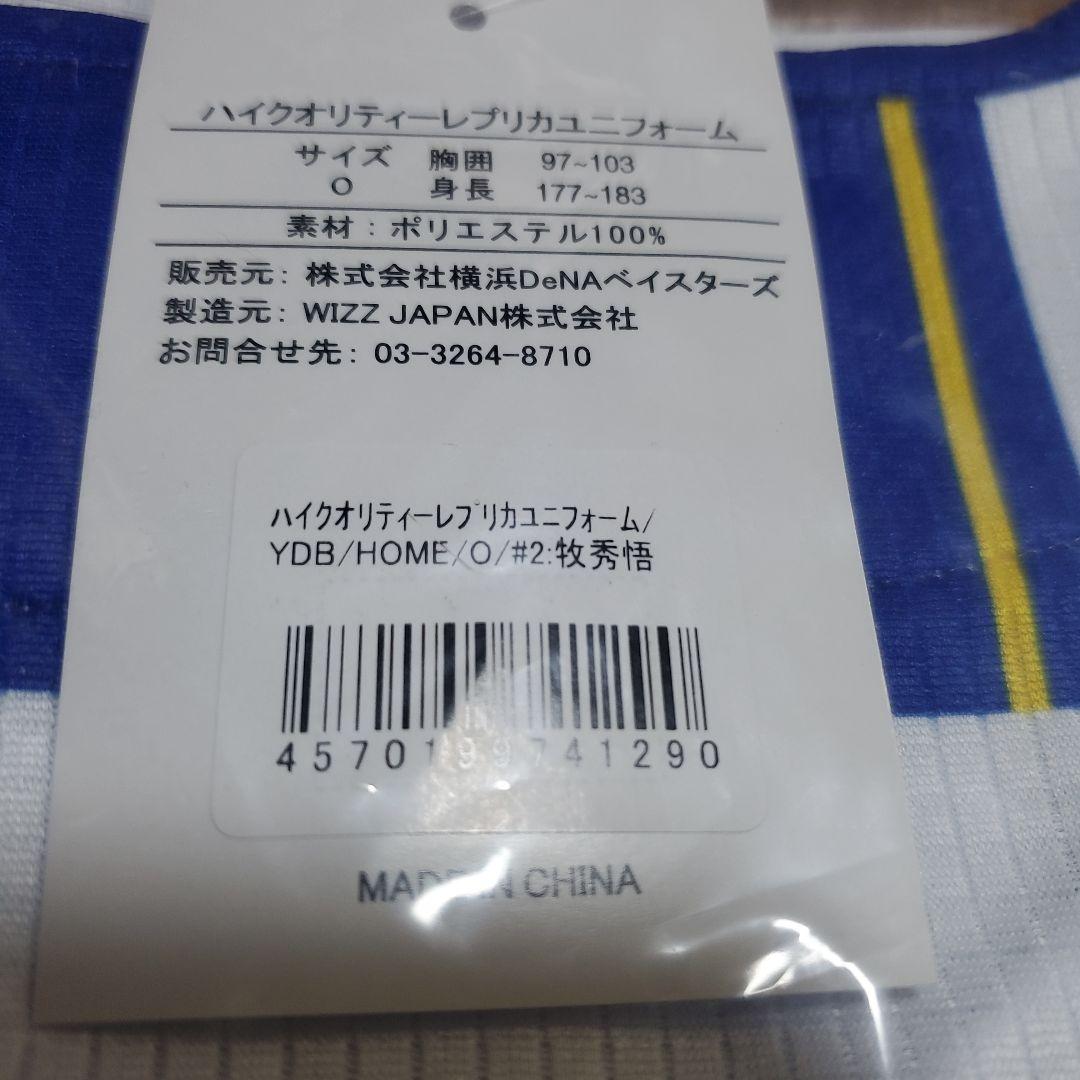 ハイクオリティーレプリカユニフォーム
サイズ 胸囲 97~103
O 身長 177~183
素材：ポリエステル100%
販売元: 株式会社横浜DeNAベイスターズ
製造元: WIZZ JAPAN株式会社
お問合せ先: 03-3264-8710
ﾊｲｸｵﾘﾃｨｰﾚﾌﾟﾘｶﾕﾆﾌｫｰﾑ/
YDB/HOME/O/#2:牧秀悟
4570199741290
MADE IN CHINA